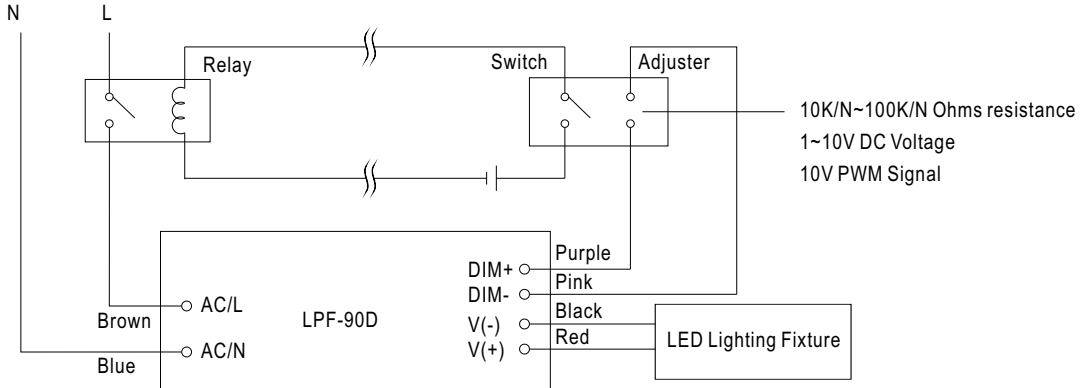 N
L
Relay
Switch
Adjuster
10K/N~100K/N Ohms resistance
1~10V DC Voltage
10V PWM Signal
Purple
DIM+
Pink
DIM-
Black
V(-)
Red
V(+)
Brown
AC/L
LPF-90D
Blue
AC/N
LED Lighting Fixture